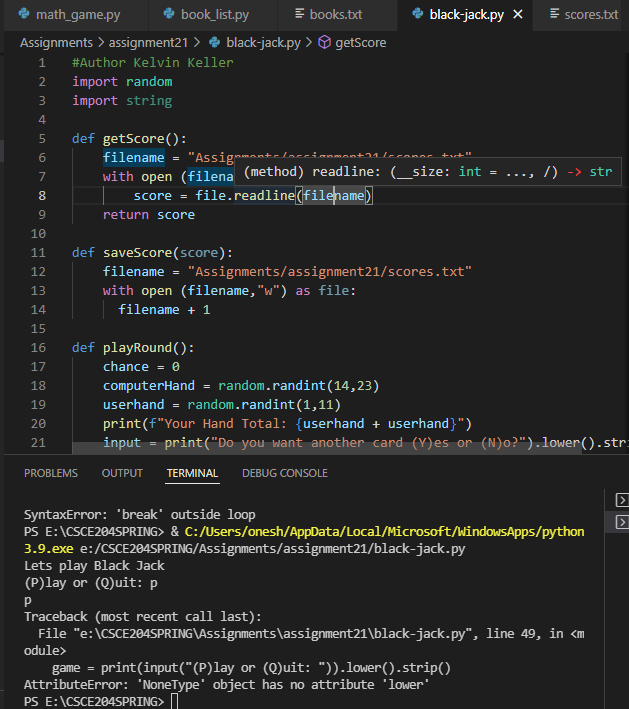 math_game.py book_list.py books.txt black-jack.py scores.txt
Assignments > assignment21 > black-jack.py > getScore
1 #Author Kelvin Keller
2 import random
3 import string
4
5 def getScore():
6 filename = "Assignments/assignment21/scores.txt"
7 with open (filena
(method) readline: (__size: int = ..., /) -> str
8 score = file.readline(filename)
9 return score
10
11 def saveScore(score):
12 filename = "Assignments/assignment21/scores.txt"
13 with open (filename,"w") as file:
14 filename + 1
15
16 def playRound():
17 chance = 0
18 computerHand = random.randint(14,23)
19 userhand = random.randint(1,11)
20 print(f"Your Hand Total: {userhand + userhand}")
21 input = print("Do you want another card (Y)es or (N)o?").lower().stri
PROBLEMS OUTPUT TERMINAL DEBUG CONSOLE
SyntaxError: 'break' outside loop
PS E:\CSCE204SPRING> & C:/Users/onesh/AppData/Local/Microsoft/WindowsApps/python
3.9.exe e:/CSCE204SPRING/Assignments/assignment21/black-jack.py
Lets play Black Jack
(P)lay or (Q)uit: p
p
Traceback (most recent call last):
File "e:\CSCE204SPRING\Assignments\assignment21\black-jack.py", line 49, in <m
odule>
game = print(input("(P)lay or (Q)uit: ")).lower().strip()
AttributeError: 'NoneType' object has no attribute 'lower'
PS E:\CSCE204SPRING>